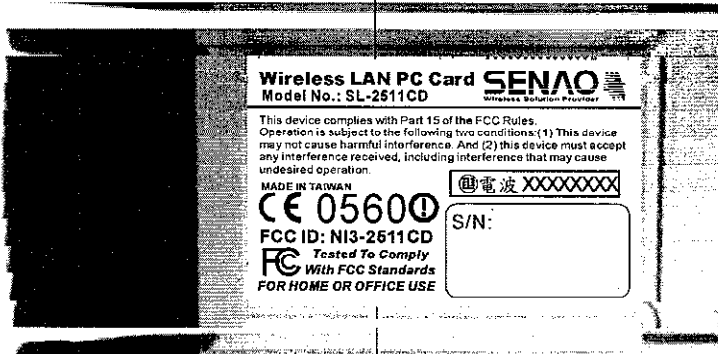 Wireless LAN PC Card
Model No.: SL-2511CD
SENAO
Wireless Solution Provider
This device complies with Part 15 of the FCC Rules.
Operation is subject to the following two conditions:(1) This device
may not cause harmful interference. And (2) this device must accept
any interference received, including interference that may cause
undesired operation.
MADE IN TAIWAN
CE 0560
FCC ID: NI3-2511CD
FC Tested To Comply
With FCC Standards
FOR HOME OR OFFICE USE
電波 XXXXXXXX
S/N: